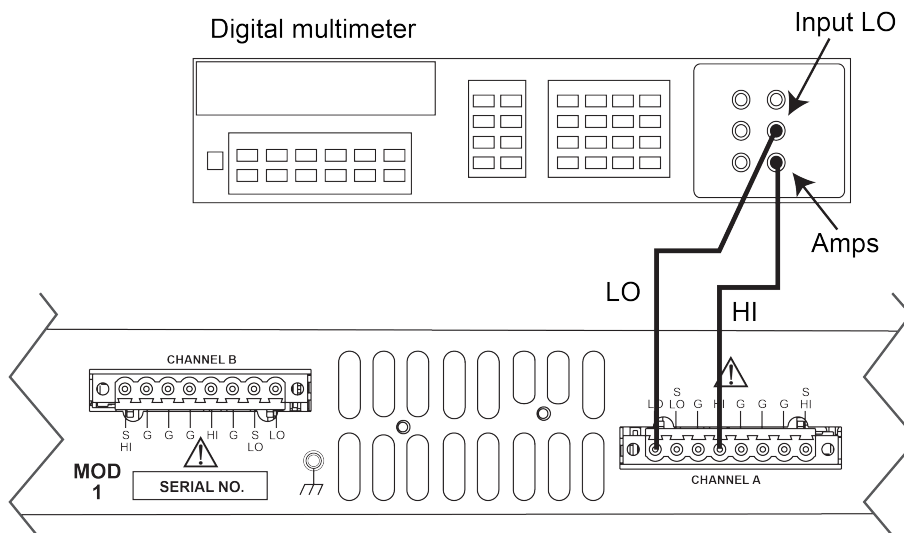 Digital multimeter
Input LO
Amps
LO
HI
CHANNEL B
S HI G G G HI G S LO LO
MOD 1
SERIAL NO.
LO S LO G HI G G G S HI
CHANNEL A